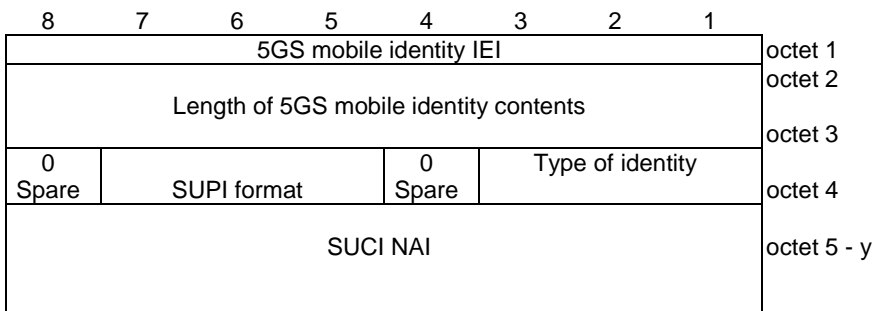 8 7 6 5 4 3 2 1
5GS mobile identity IEI octet 1
octet 2
Length of 5GS mobile identity contents
octet 3
0 0 Type of identity
Spare SUPI format Spare octet 4
SUCI NAI octet 5 - y